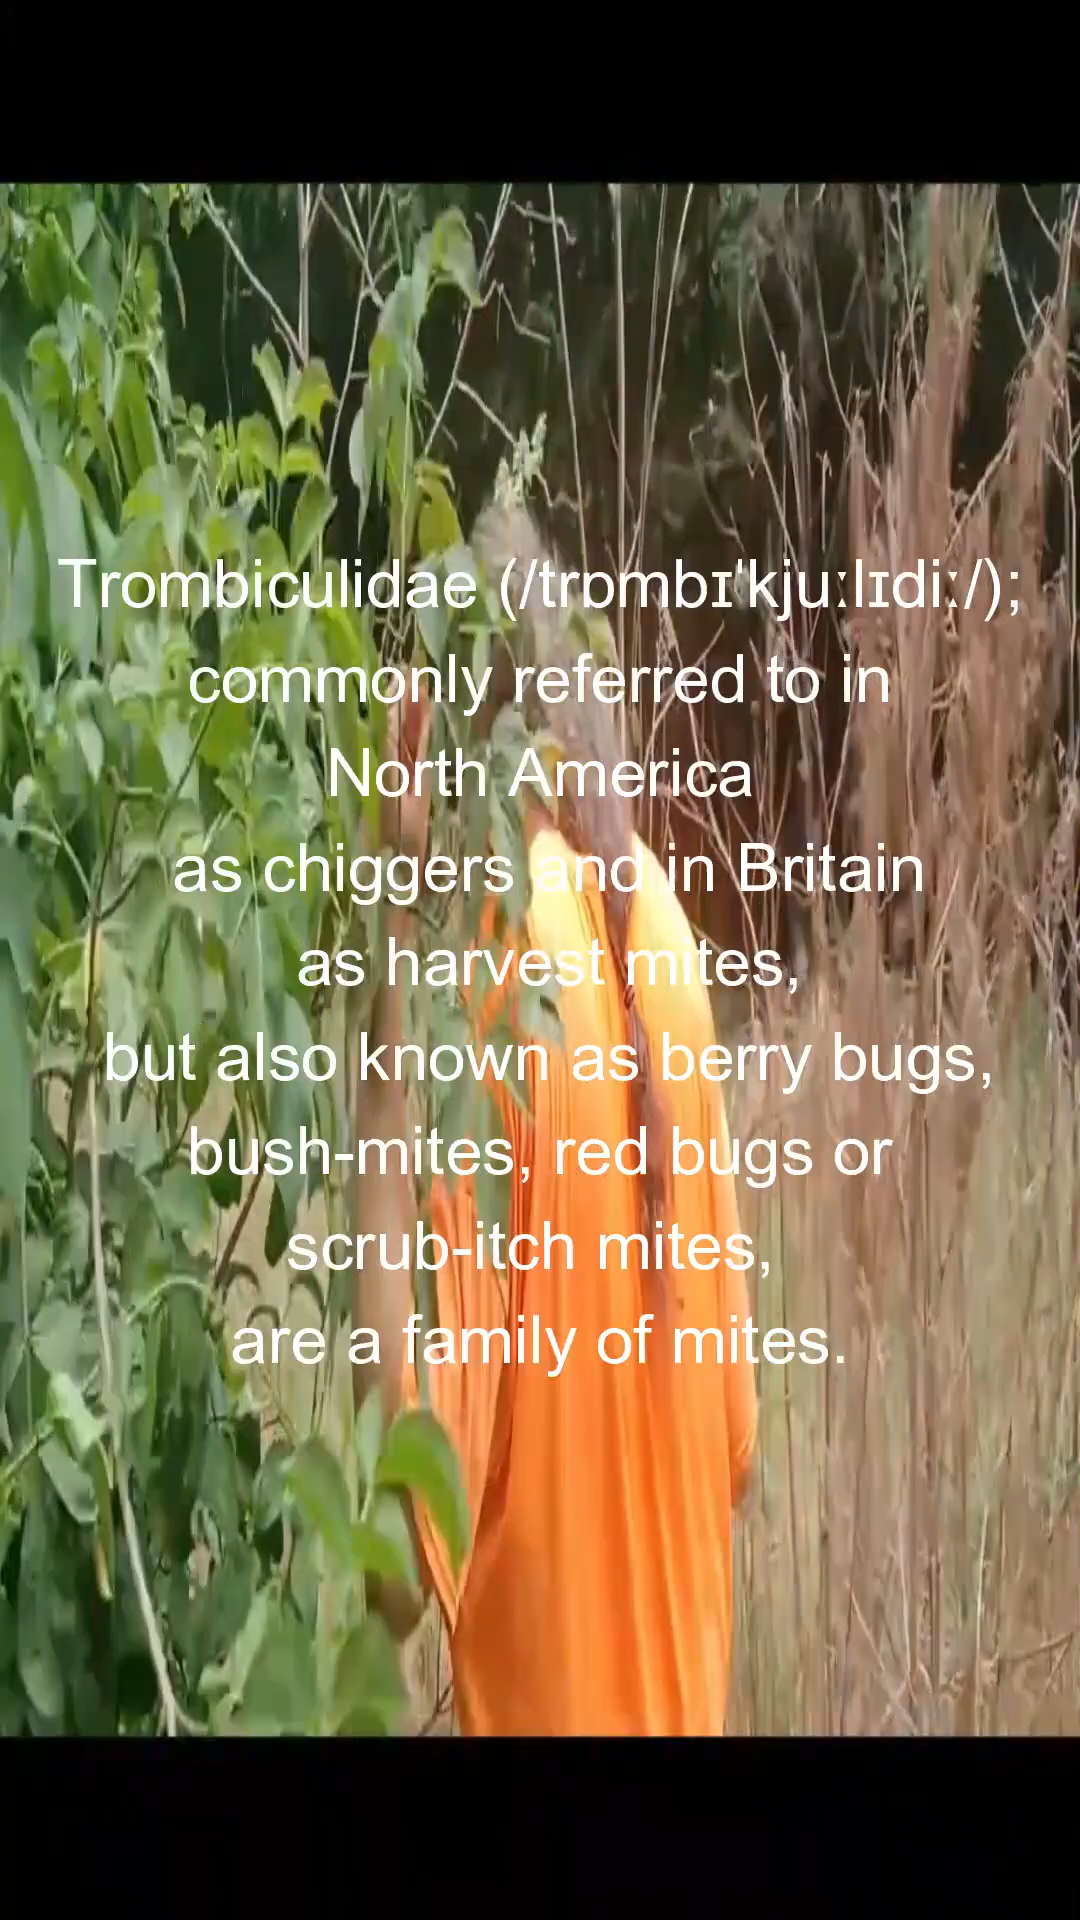 Trombiculidae (/trɒmbɪˈkjuːlɪdiː/);
commonly referred to in
North America
as chiggers and in Britain
as harvest mites,
but also known as berry bugs,
bush-mites, red bugs or
scrub-itch mites,
are a family of mites.